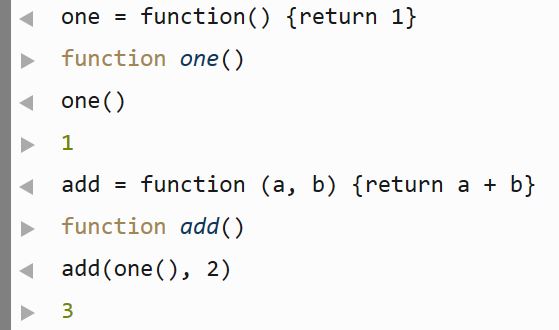 one = function() {return 1}
function one()
one()
1
add = function (a, b) {return a + b}
function add()
add(one(), 2)
3